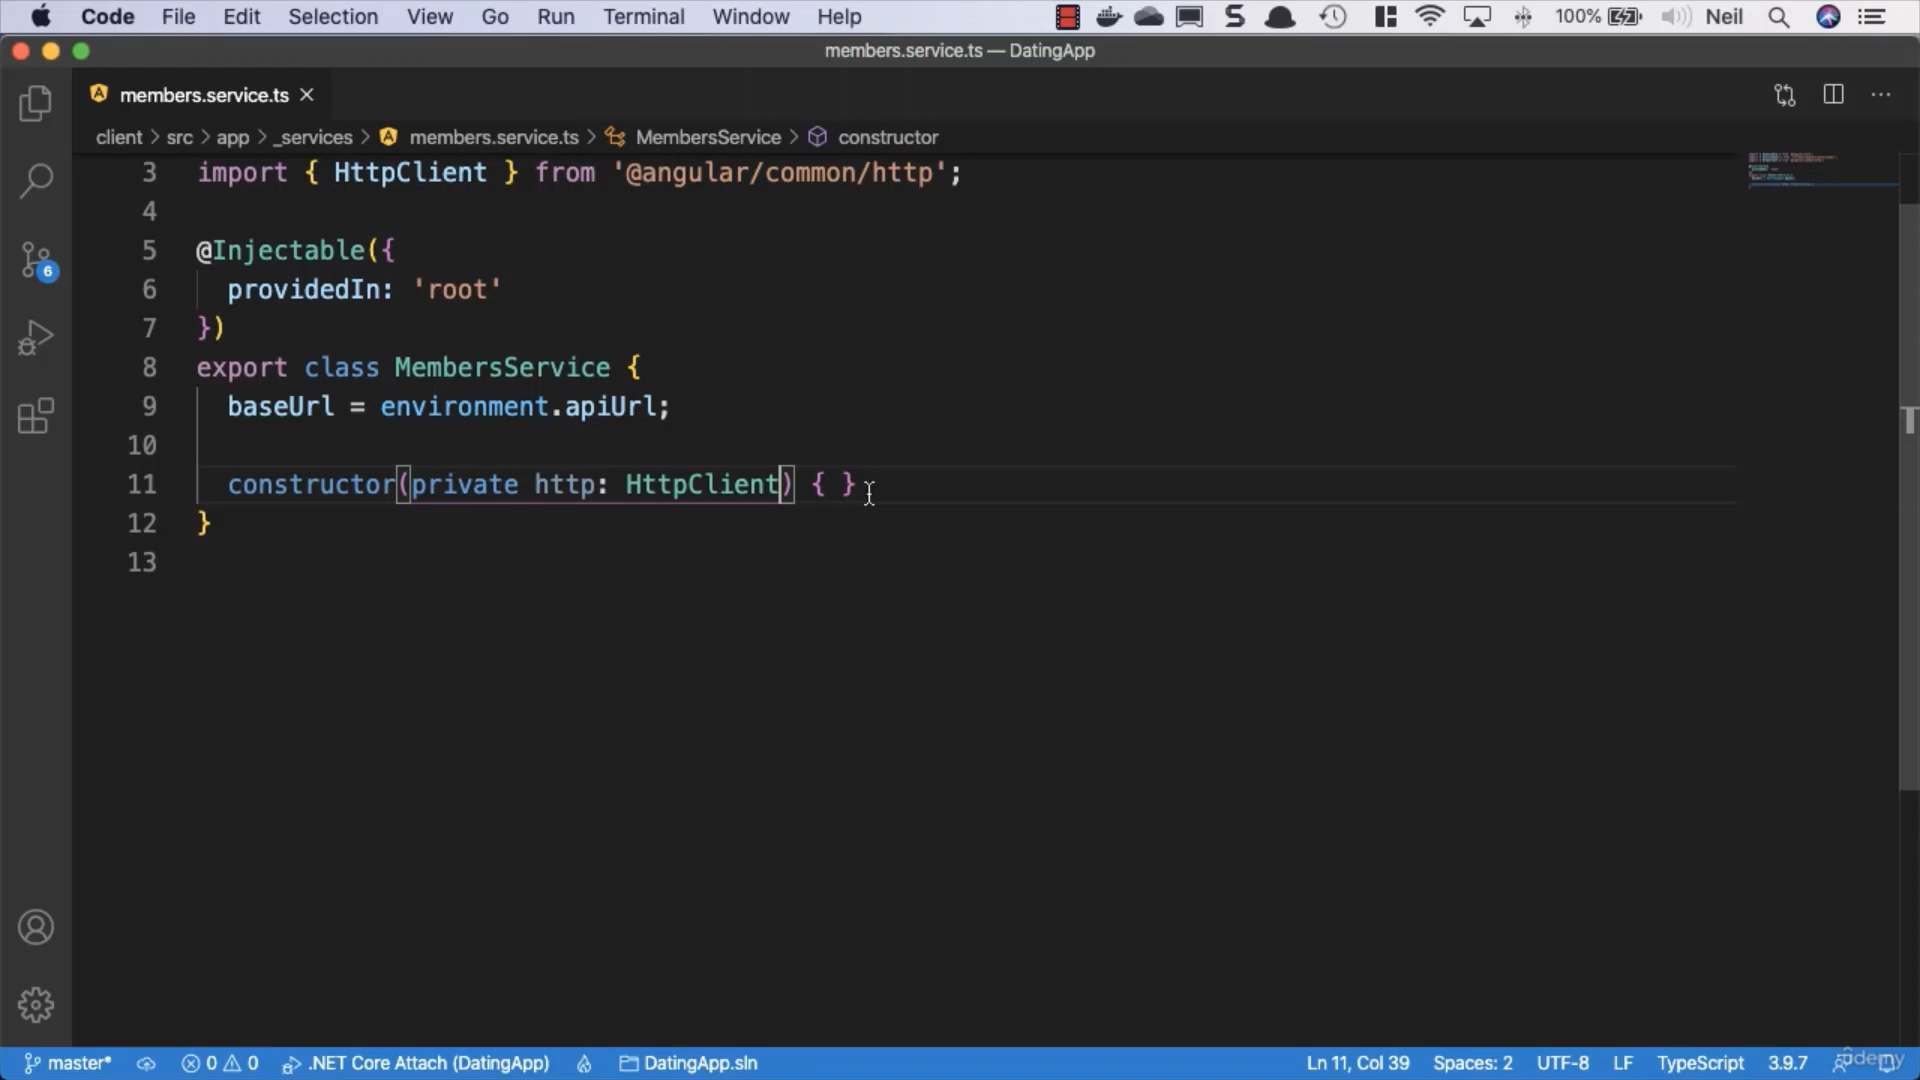 Code File Edit Selection View Go Run Terminal Window Help 100% Neil
members.service.ts — DatingApp
members.service.ts
client > src > app > _services > members.service.ts > MembersService > constructor
3 import { HttpClient } from '@angular/common/http';
4
5 @Injectable({
6 providedIn: 'root'
7 })
8 export class MembersService {
9 baseUrl = environment.apiUrl;
10
11 constructor(private http: HttpClient) { }
12 }
13
6
master* 0 0 .NET Core Attach (DatingApp) DatingApp.sln Ln 11, Col 39 Spaces: 2 UTF-8 LF TypeScript 3.9.7
udemy